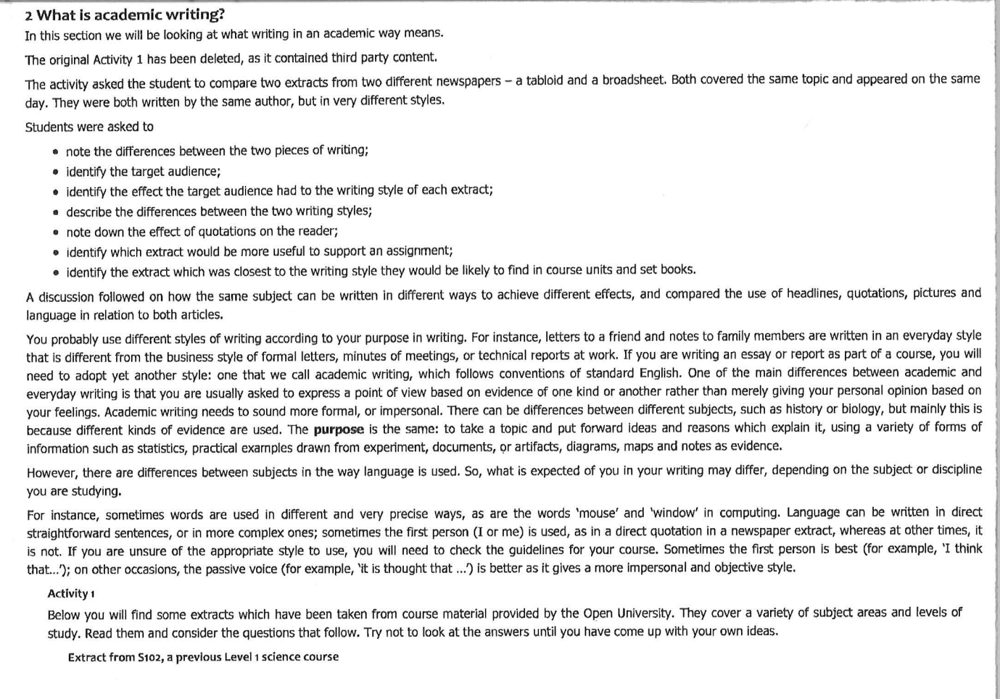 2 What is academic writing?
In this section we will be looking at what writing in an academic way means.
The original Activity 1 has been deleted, as it contained third party content.
The activity asked the student to compare two extracts from two different newspapers – a tabloid and a broadsheet. Both covered the same topic and appeared on the same
day. They were both written by the same author, but in very different styles.
Students were asked to
• note the differences between the two pieces of writing;
• identify the target audience;
• identify the effect the target audience had to the writing style of each extract;
• describe the differences between the two writing styles;
• note down the effect of quotations on the reader;
• identify which extract would be more useful to support an assignment;
• identify the extract which was closest to the writing style they would be likely to find in course units and set books.
A discussion followed on how the same subject can be written in different ways to achieve different effects, and compared the use of headlines, quotations, pictures and
language in relation to both articles.
You probably use different styles of writing according to your purpose in writing. For instance, letters to a friend and notes to family members are written in an everyday style
that is different from the business style of formal letters, minutes of meetings, or technical reports at work. If you are writing an essay or report as part of a course, you will
need to adopt yet another style: one that we call academic writing, which follows conventions of standard English. One of the main differences between academic and
everyday writing is that you are usually asked to express a point of view based on evidence of one kind or another rather than merely giving your personal opinion based on
your feelings. Academic writing needs to sound more formal, or impersonal. There can be differences between different subjects, such as history or biology, but mainly this is
because different kinds of evidence are used. The purpose is the same: to take a topic and put forward ideas and reasons which explain it, using a variety of forms of
information such as statistics, practical examples drawn from experiment, documents, or artifacts, diagrams, maps and notes as evidence.
However, there are differences between subjects in the way language is used. So, what is expected of you in your writing may differ, depending on the subject or discipline
you are studying.
For instance, sometimes words are used in different and very precise ways, as are the words ‘mouse’ and ‘window’ in computing. Language can be written in direct
straightforward sentences, or in more complex ones; sometimes the first person (I or me) is used, as in a direct quotation in a newspaper extract, whereas at other times, it
is not. If you are unsure of the appropriate style to use, you will need to check the guidelines for your course. Sometimes the first person is best (for example, ‘I think
that...’); on other occasions, the passive voice (for example, ‘it is thought that ...’) is better as it gives a more impersonal and objective style.
Activity 1
Below you will find some extracts which have been taken from course material provided by the Open University. They cover a variety of subject areas and levels of
study. Read them and consider the questions that follow. Try not to look at the answers until you have come up with your own ideas.
Extract from S102, a previous Level 1 science course